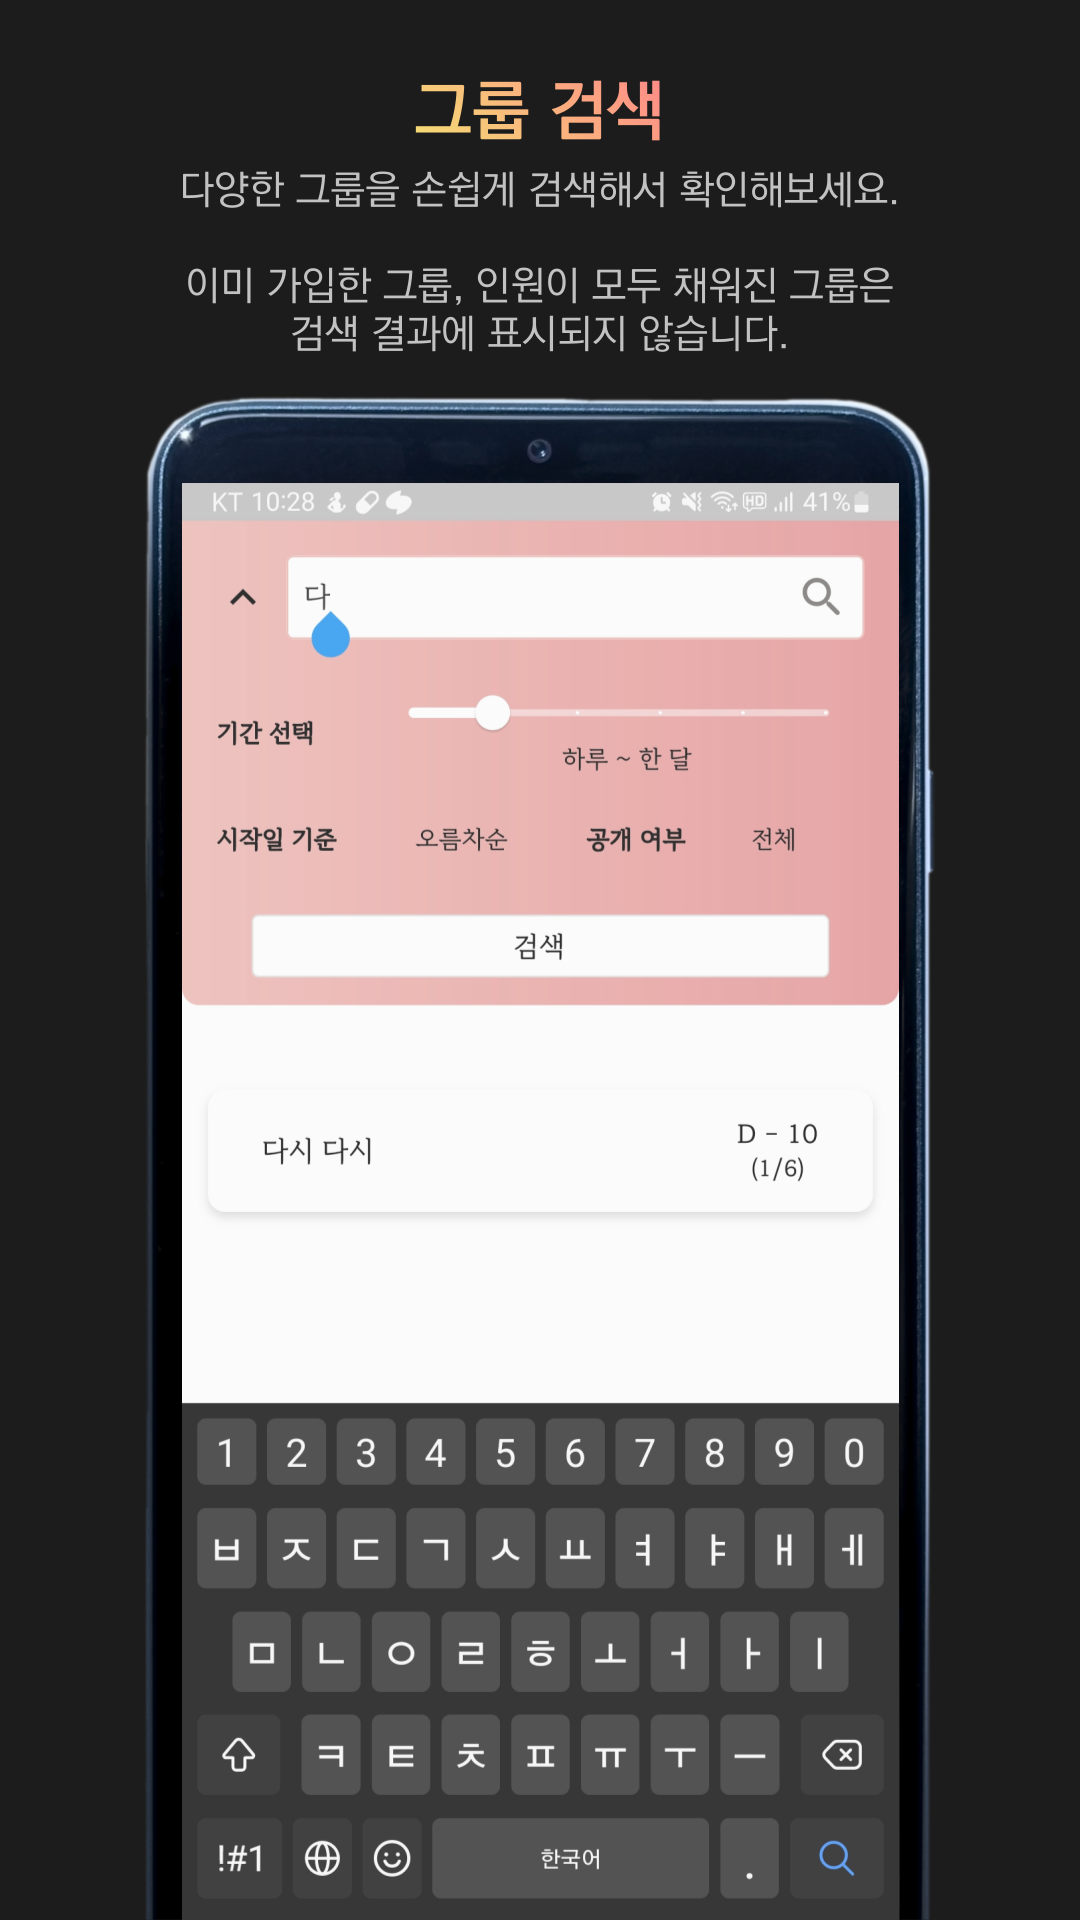 그룹 검색
다양한 그룹을 손쉽게 검색해서 확인해보세요.
이미 가입한 그룹, 인원이 모두 채워진 그룹은
검색 결과에 표시되지 않습니다.
KT 10:28 HD 41%
다
기간 선택
하루 ~ 한 달
시작일 기준 오름차순 공개 여부 전체
검색
다시 다시
D - 10
(1/6)
1 2 3 4 5 6 7 8 9 0
ㅂ ㅈ ㄷ ㄱ ㅅ ㅛ ㅕ ㅑ ㅐ ㅔ
ㅁ ㄴ ㅇ ㄹ ㅎ ㅗ ㅓ ㅏ ㅣ
ㅋ ㅌ ㅊ ㅍ ㅠ ㅜ ㅡ
!#1 한국어 .